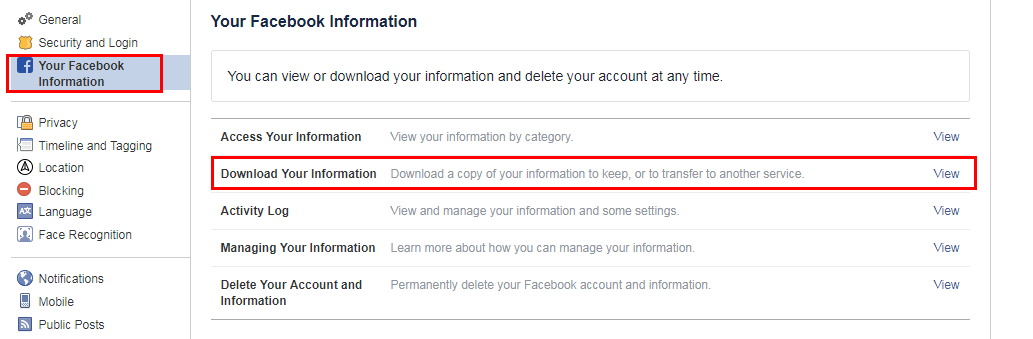 General
Security and Login
Your Facebook
Information
Privacy
Timeline and Tagging
Location
Blocking
Language
Face Recognition
Notifications
Mobile
Public Posts
Your Facebook Information
You can view or download your information and delete your account at any time.
Access Your Information View your information by category. View
Download Your Information Download a copy of your information to keep, or to transfer to another service. View
Activity Log View and manage your information and some settings. View
Managing Your Information Learn more about how you can manage your information. View
Delete Your Account and Permanently delete your Facebook account and information. View
Information